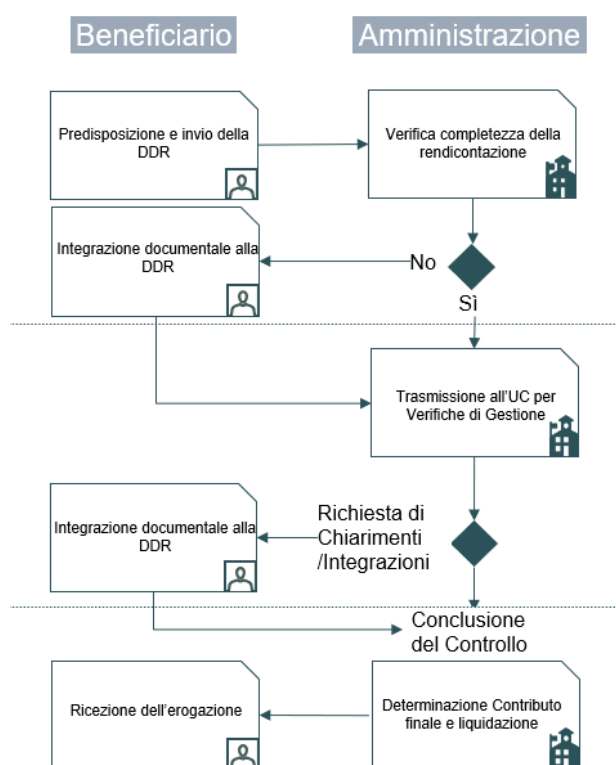 Beneficiario
Amministrazione
Predisposizione e invio della
DDR
Verifica completezza della
rendicontazione
Integrazione documentale alla
DDR
No
Sì
Trasmissione all'UC per
Verifiche di Gestione
Integrazione documentale alla
DDR
Richiesta di
Chiarimenti
/Integrazioni
Conclusione
del Controllo
Ricezione dell'erogazione
Determinazione Contributo
finale e liquidazione